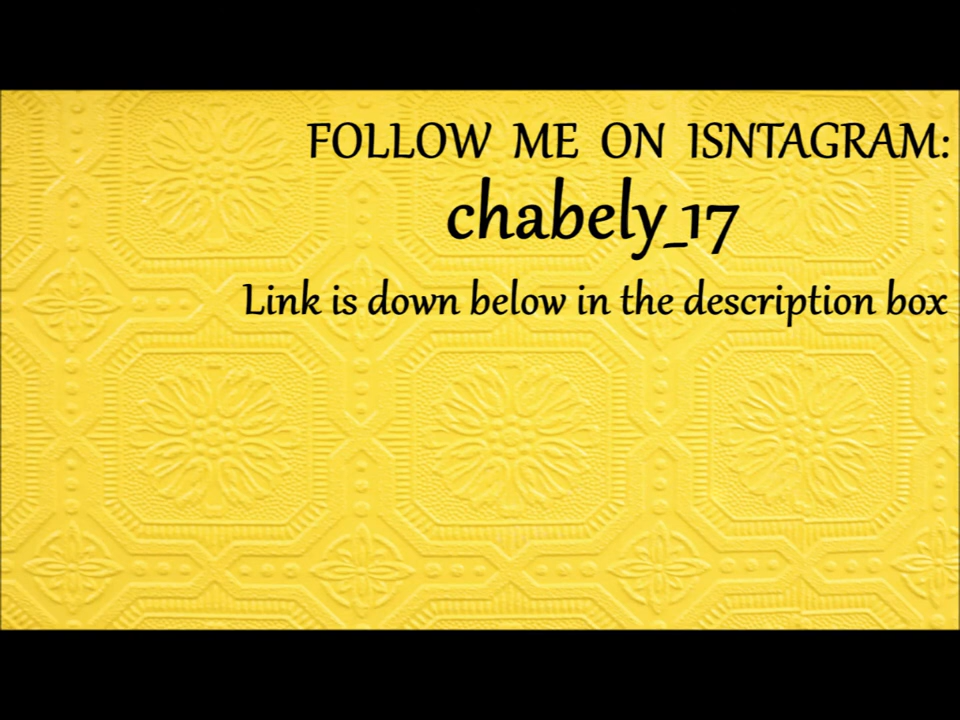 FOLLOW ME ON ISNTAGRAM:
chabely_17
Link is down below in the description box